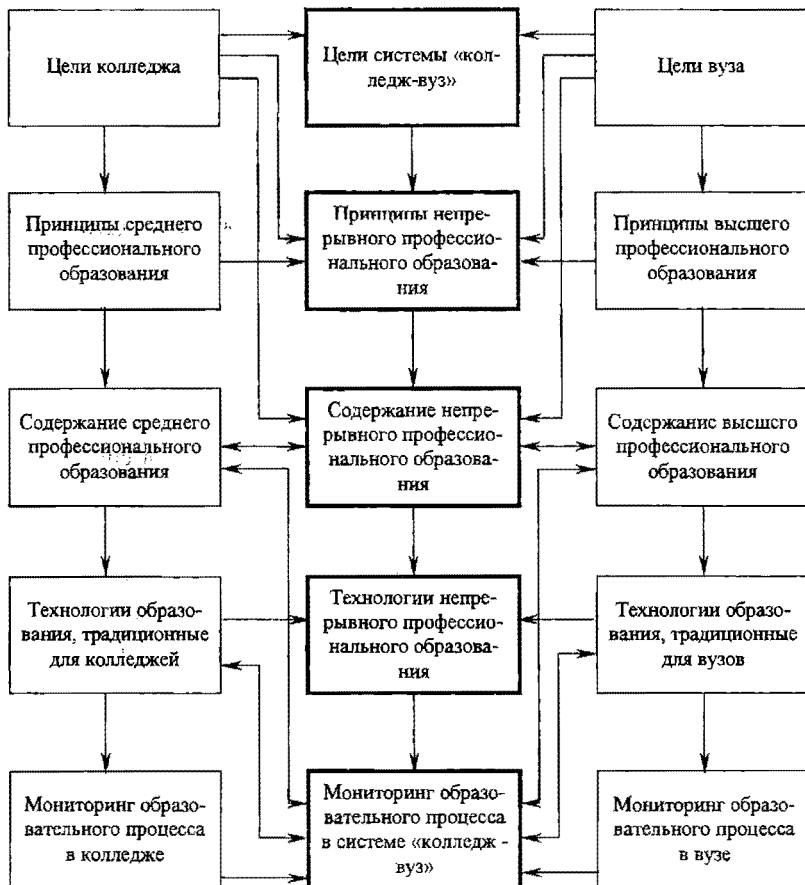 Цели колледжа
Цели системы «кол-
ледж-вуз»
Цели вуза
Принципы среднего
профессионального
образования
Принципы непре-
рывного профессио-
нального образова-
ния
Принципы высшего
профессионального
образования
Содержание среднего
профессионального
образования
Содержание непре-
рывного профессио-
нального образова-
ния
Содержание высшего
профессионального
образования
Технологии образо-
вания, традиционные
для колледжей
Технологии непре-
рывного профессио-
нального образова-
ния
Технологии образо-
вания, традиционные
для вузов
Мониторинг образо-
вательного процесса
в колледже
Мониторинг образо-
вательного процесса
в системе «колледж -
вуз»
Мониторинг образо-
вательного процесса
в вузе